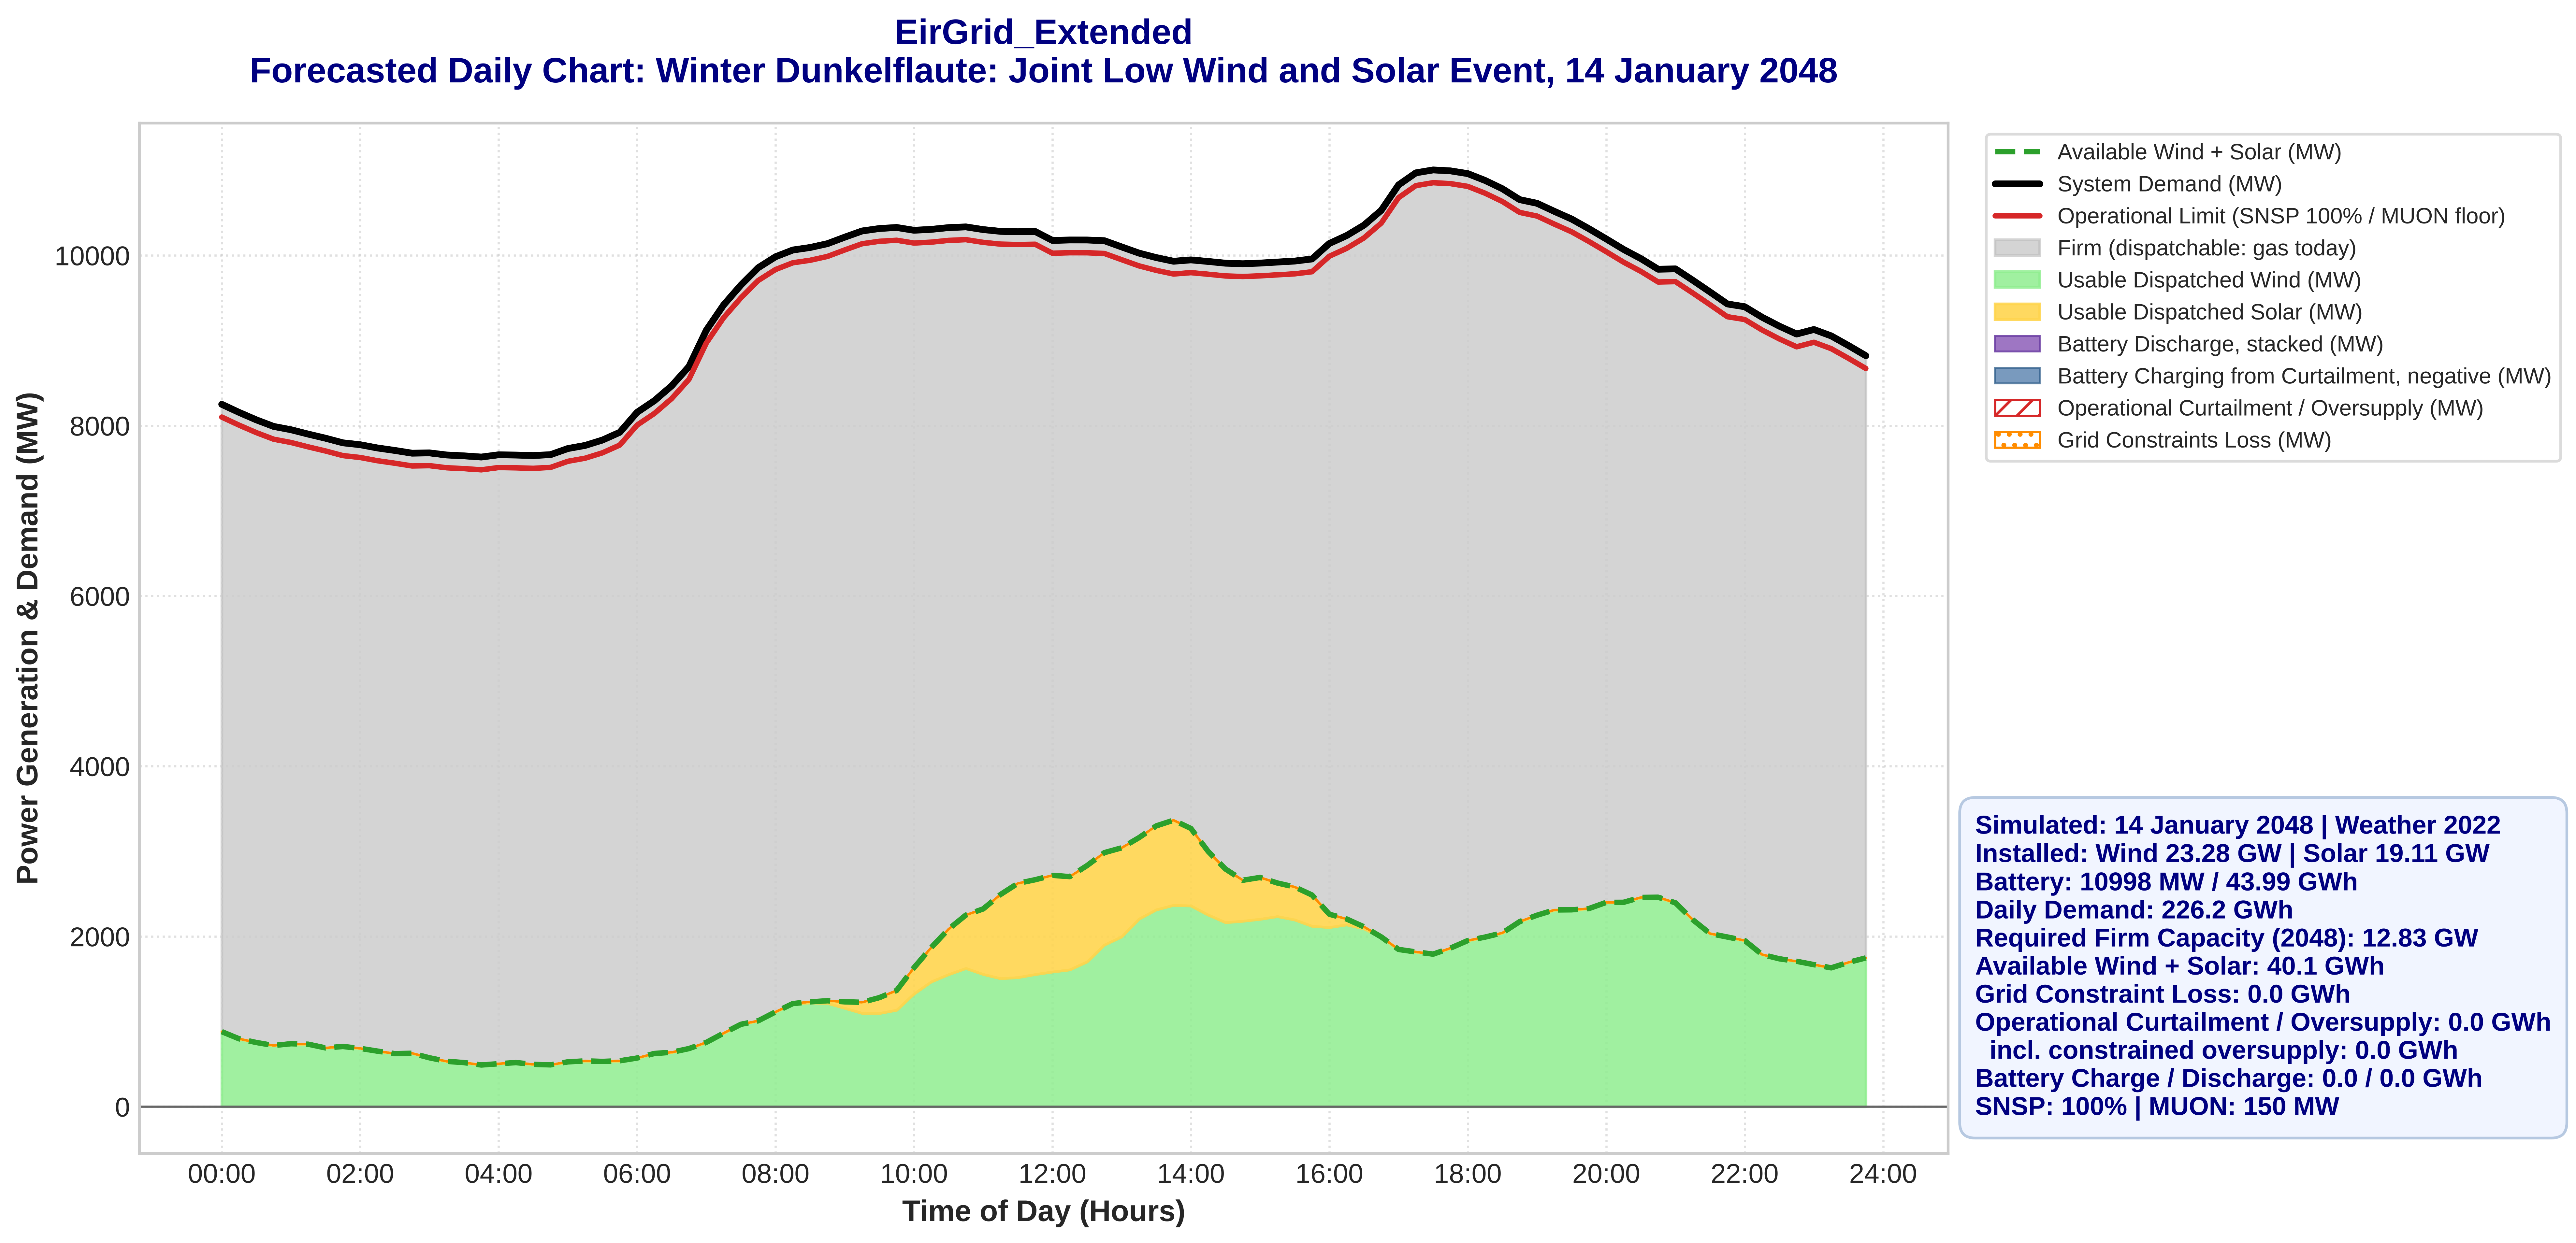 EirGrid_Extended
Forecasted Daily Chart: Winter Dunkelflaute: Joint Low Wind and Solar Event, 14 January 2048
Power Generation & Demand (MW)
10000
8000
6000
4000
2000
0
00:00 02:00 04:00 06:00 08:00 10:00 12:00 14:00 16:00 18:00 20:00 22:00 24:00
Time of Day (Hours)
Available Wind + Solar (MW)
System Demand (MW)
Operational Limit (SNSP 100% / MUON floor)
Firm (dispatchable: gas today)
Usable Dispatched Wind (MW)
Usable Dispatched Solar (MW)
Battery Discharge, stacked (MW)
Battery Charging from Curtailment, negative (MW)
Operational Curtailment / Oversupply (MW)
Grid Constraints Loss (MW)
Simulated: 14 January 2048 | Weather 2022
Installed: Wind 23.28 GW | Solar 19.11 GW
Battery: 10998 MW / 43.99 GWh
Daily Demand: 226.2 GWh
Required Firm Capacity (2048): 12.83 GW
Available Wind + Solar: 40.1 GWh
Grid Constraint Loss: 0.0 GWh
Operational Curtailment / Oversupply: 0.0 GWh
incl. constrained oversupply: 0.0 GWh
Battery Charge / Discharge: 0.0 / 0.0 GWh
SNSP: 100% | MUON: 150 MW